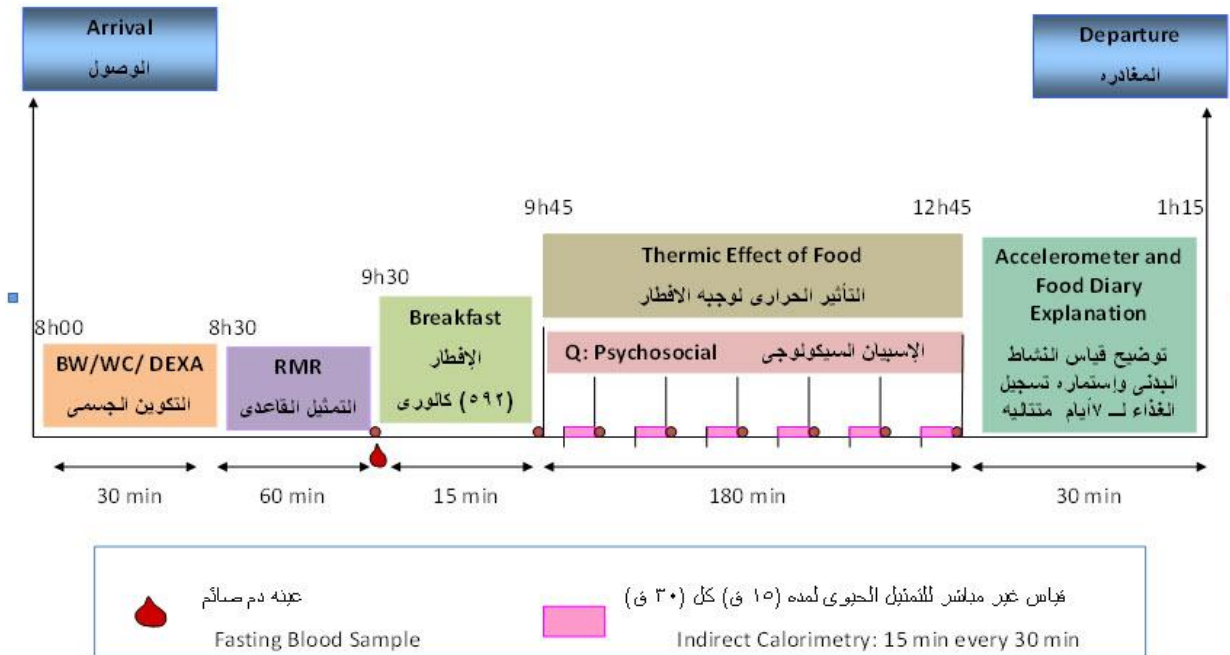 Arrival
الوصول
Departure
المغادره
9h45
12h45
1h15
9h30
8h00
8h30
BW/WC/ DEXA
التكوين الجسمى
RMR
التمثيل القاعدى
Breakfast
الإفطار
(٥٩٢) كالورى
Thermic Effect of Food
التأثير الحرارى لوجبه الافطار
Q: Psychosocial الإسبيان السيكولوجى
Accelerometer and
Food Diary
Explanation
توضيح قياس النشاط
البدنى وإستماره تسجيل
الغذاء لــ ٧أيام متتاليه
30 min
60 min
15 min
180 min
30 min
عينه دم صائم
Fasting Blood Sample
قياس غير مباشر للتمثيل الحيوى لمده (١٥ ق) كل (٣٠ ق)
Indirect Calorimetry: 15 min every 30 min